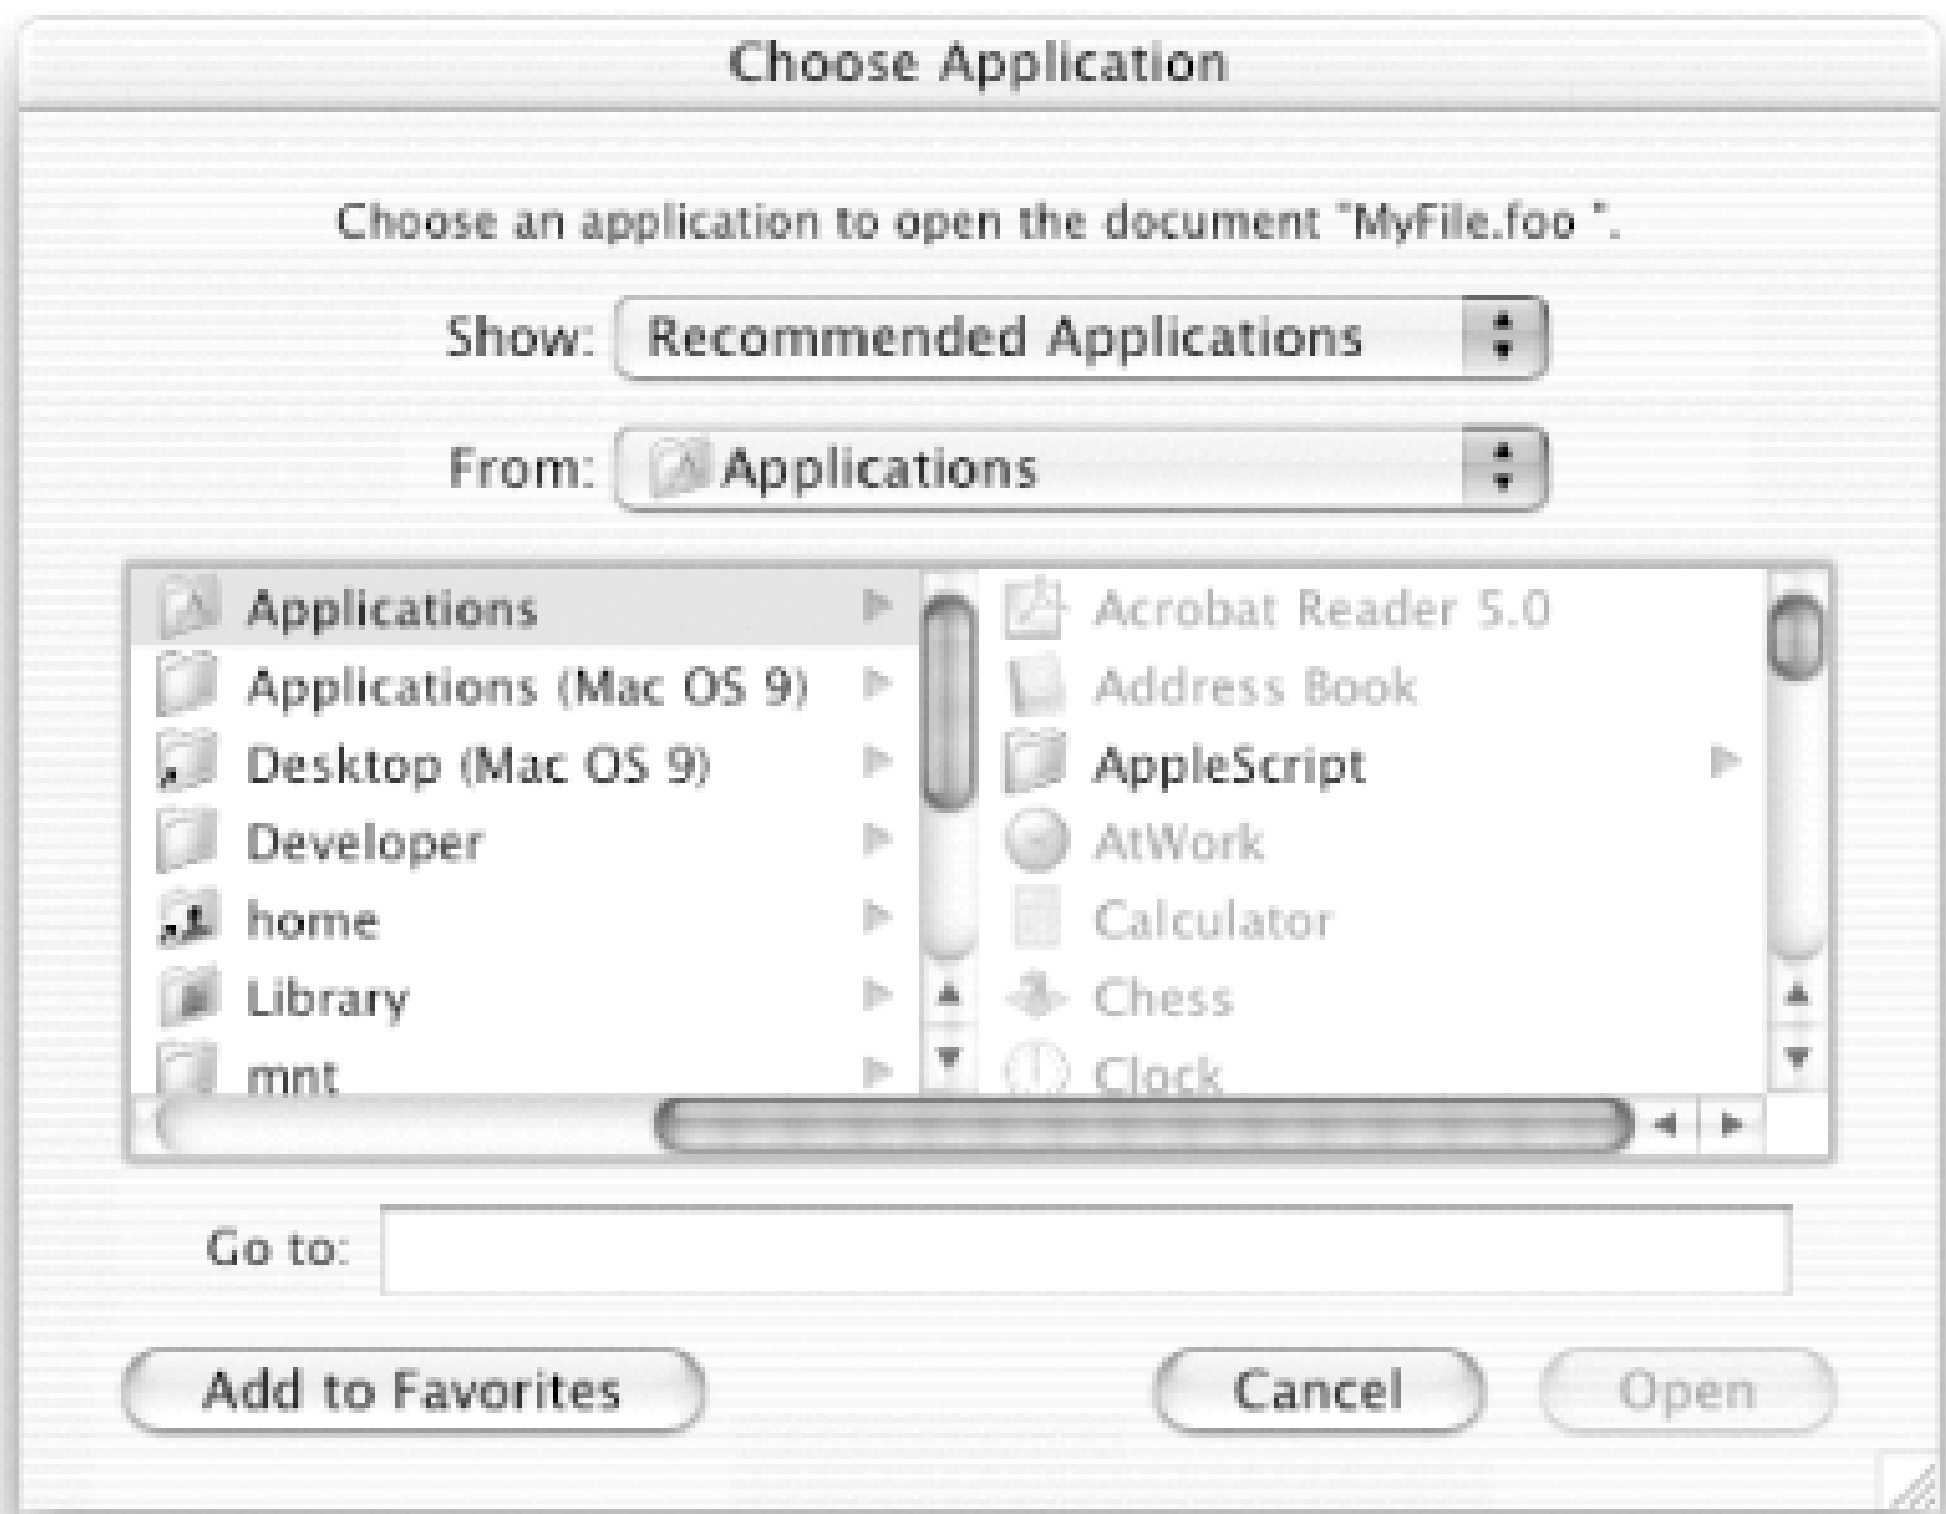 Choose Application
Choose an application to open the document "MyFile.foo ".
Show: Recommended Applications
From: Applications
Applications
Applications (Mac OS 9)
Desktop (Mac OS 9)
Developer
home
Library
mnt
Acrobat Reader 5.0
Address Book
AppleScript
AtWork
Calculator
Chess
Clock
Go to:
Add to Favorites
Cancel
Open